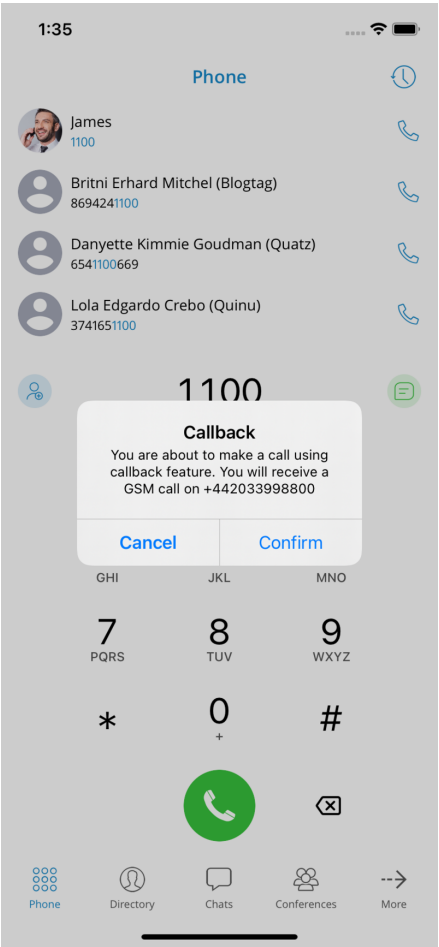 1:35
Phone
James
1100
Britni Erhard Mitchel (Blogtag)
8694241100
Danyette Kimmie Goudman (Quatz)
6541100669
Lola Edgardo Crebo (Quinu)
3741651100
1100
Callback
You are about to make a call using
callback feature. You will receive a
GSM call on +442033998800
Cancel Confirm
GHI JKL MNO
7 8 9
PQRS TUV WXYZ
* 0 #
+
Phone Directory Chats Conferences More